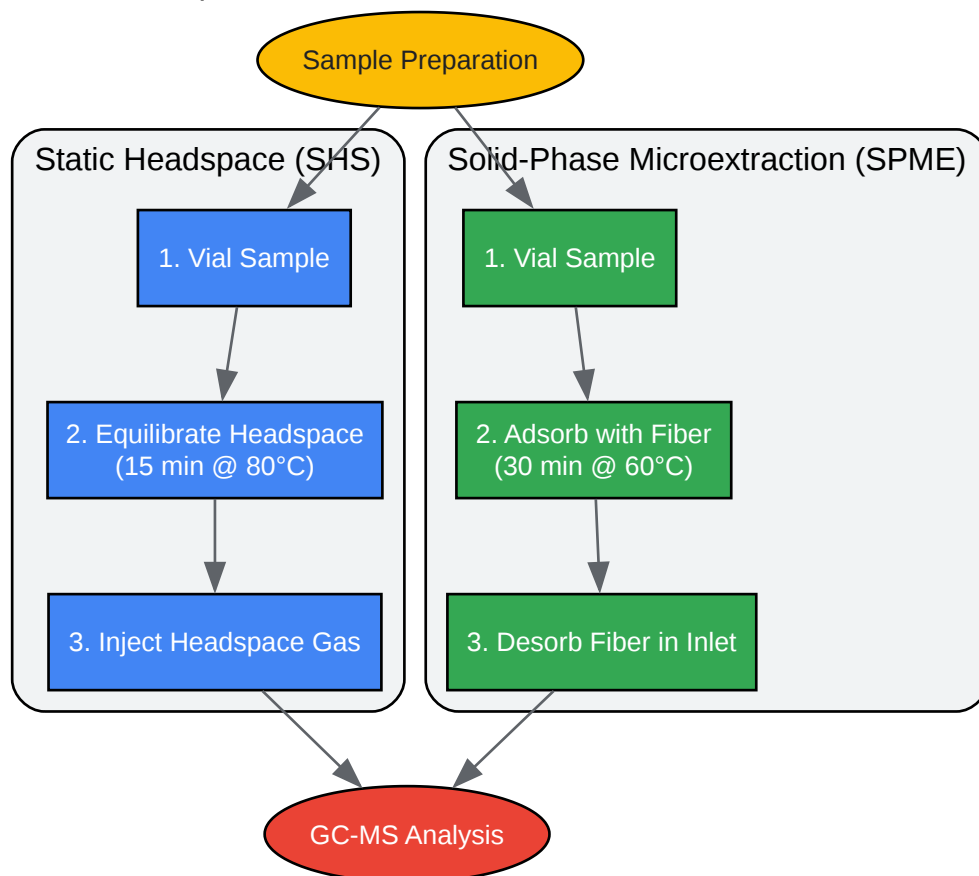 Sample Preparation
Static Headspace (SHS)
1. Vial Sample
2. Equilibrate Headspace
(15 min @ 80°C)
3. Inject Headspace Gas
Solid-Phase Microextraction (SPME)
1. Vial Sample
2. Adsorb with Fiber
(30 min @ 60°C)
3. Desorb Fiber in Inlet
GC-MS Analysis